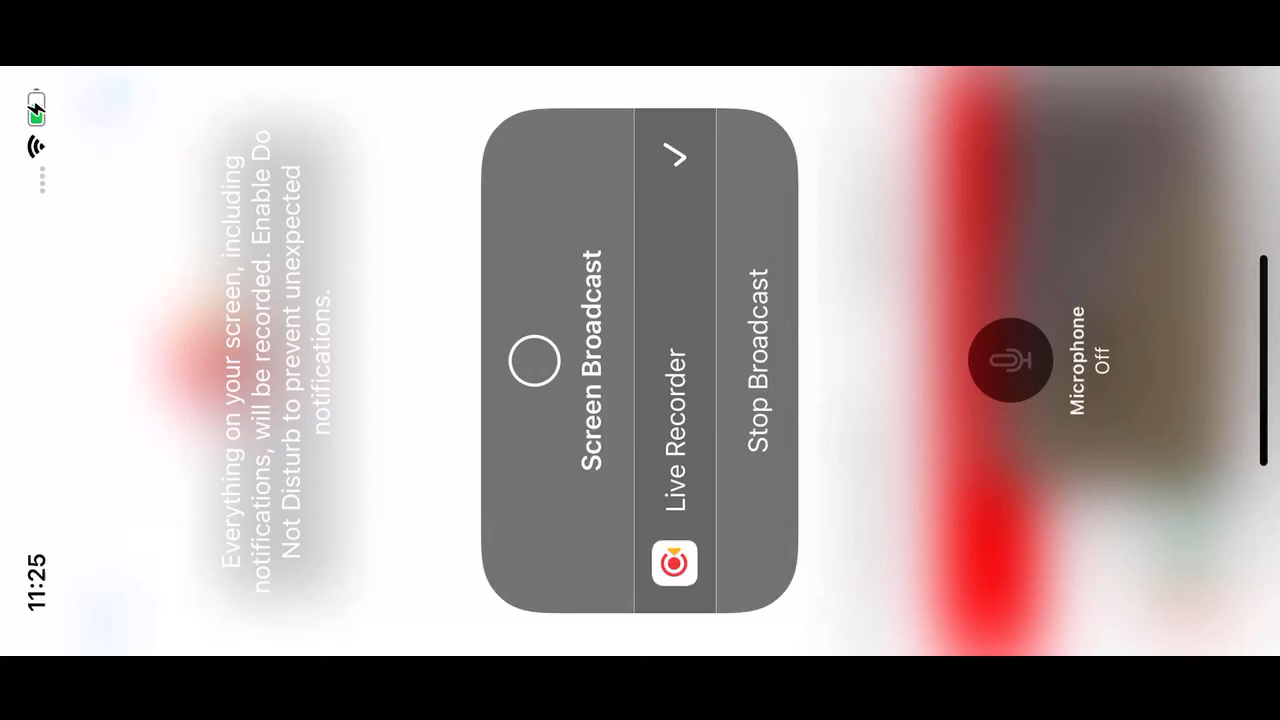 11:25
Everything on your screen, including
notifications, will be recorded. Enable Do
Not Disturb to prevent unexpected
notifications.
Screen Broadcast
Live Recorder
Stop Broadcast
Microphone
Off